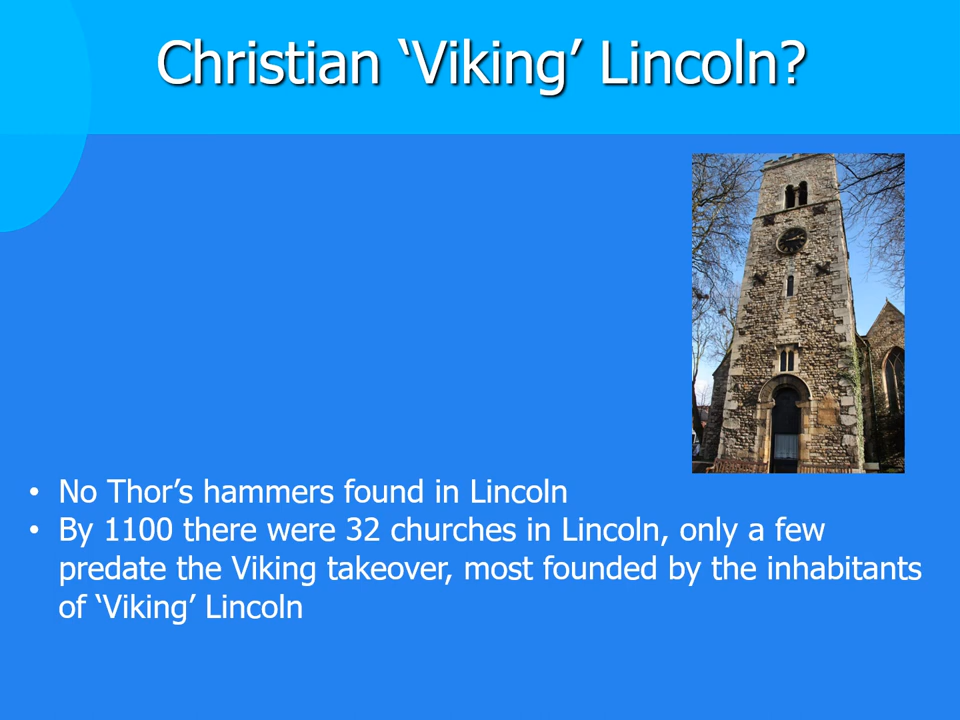 Christian ‘Viking’ Lincoln?
• No Thor’s hammers found in Lincoln
• By 1100 there were 32 churches in Lincoln, only a few
predate the Viking takeover, most founded by the inhabitants
of ‘Viking’ Lincoln